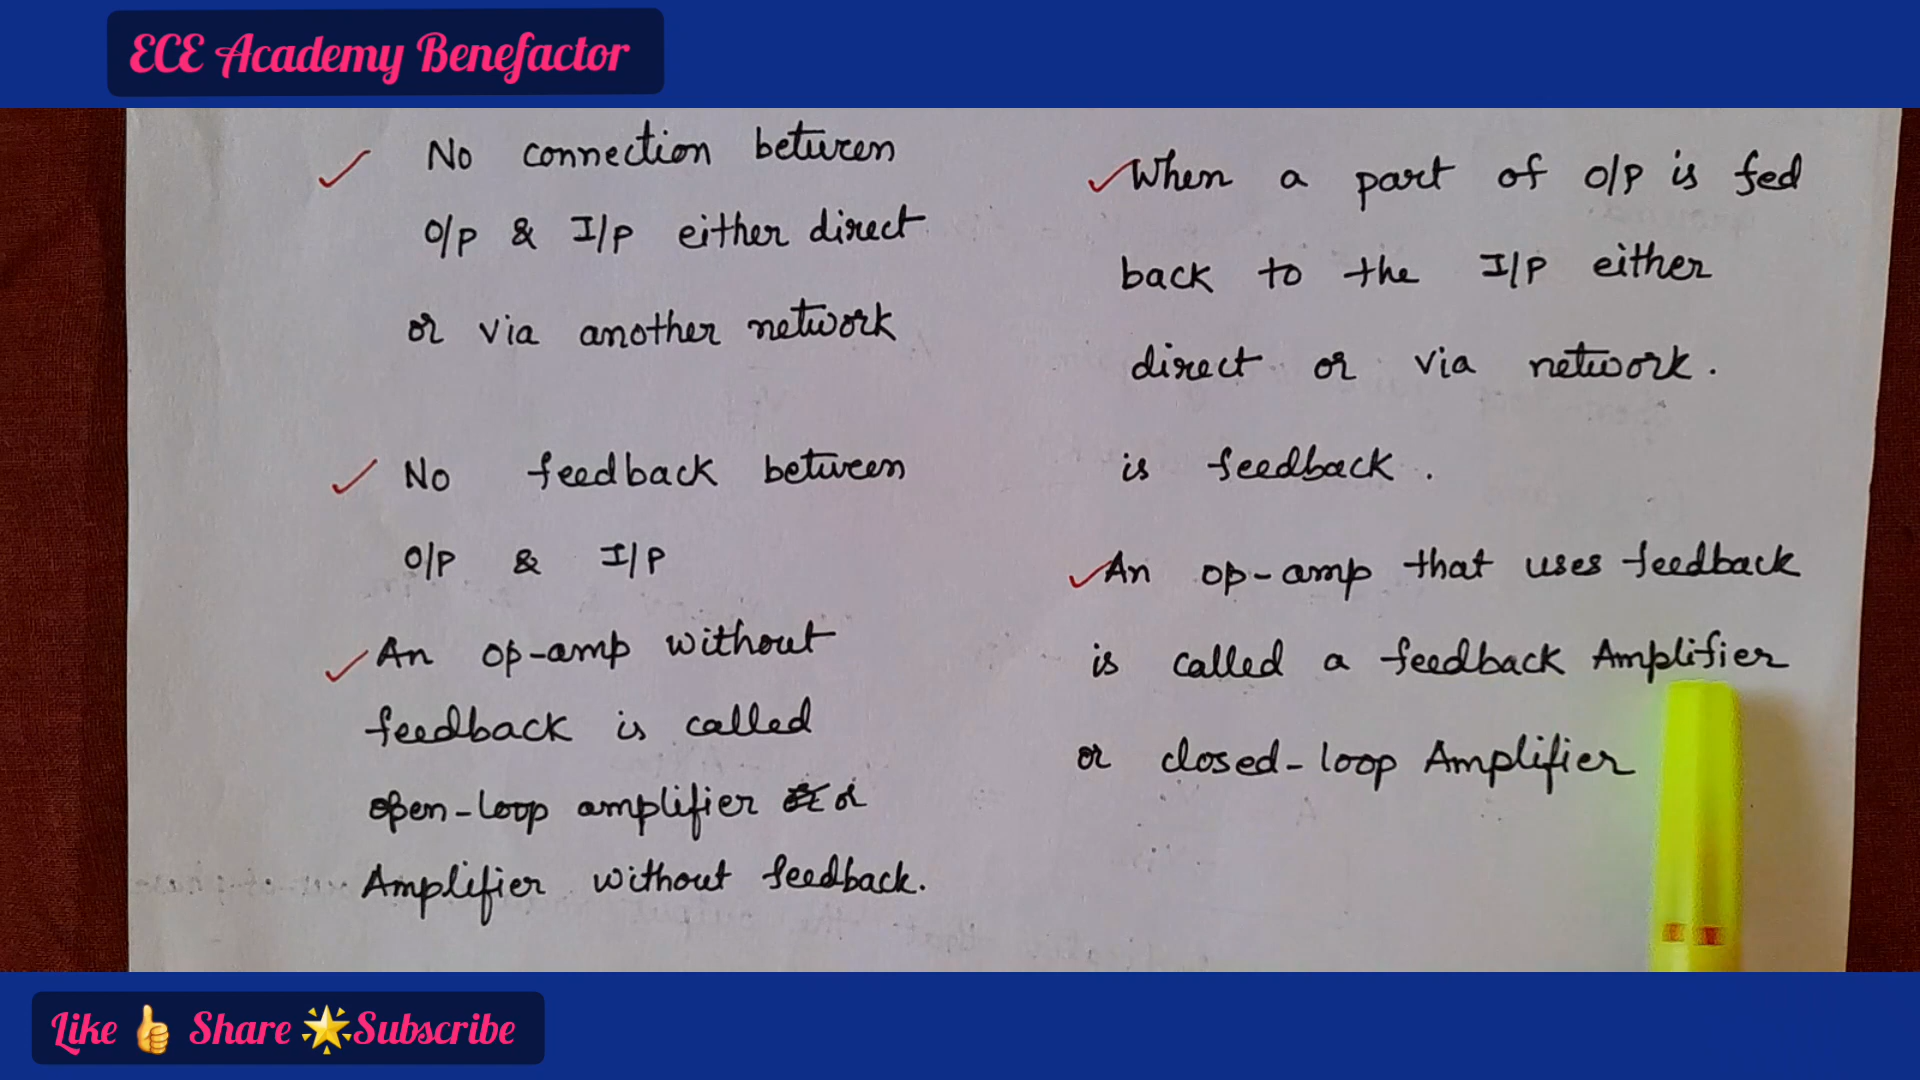 ECE Academy Benefactor
No connection between
O/p & I/p either direct
or via another network
No feedback between
O/P & I/P
An op-amp without
feedback is called
open-loop amplifier or
Amplifier without feedback.
When a part of O/P is fed
back to the I/P either
direct or via network.
is feedback.
An op-amp that uses feedback
is called a feedback Amplifier
or closed-loop Amplifier
Like 👍 Share 🌟Subscribe